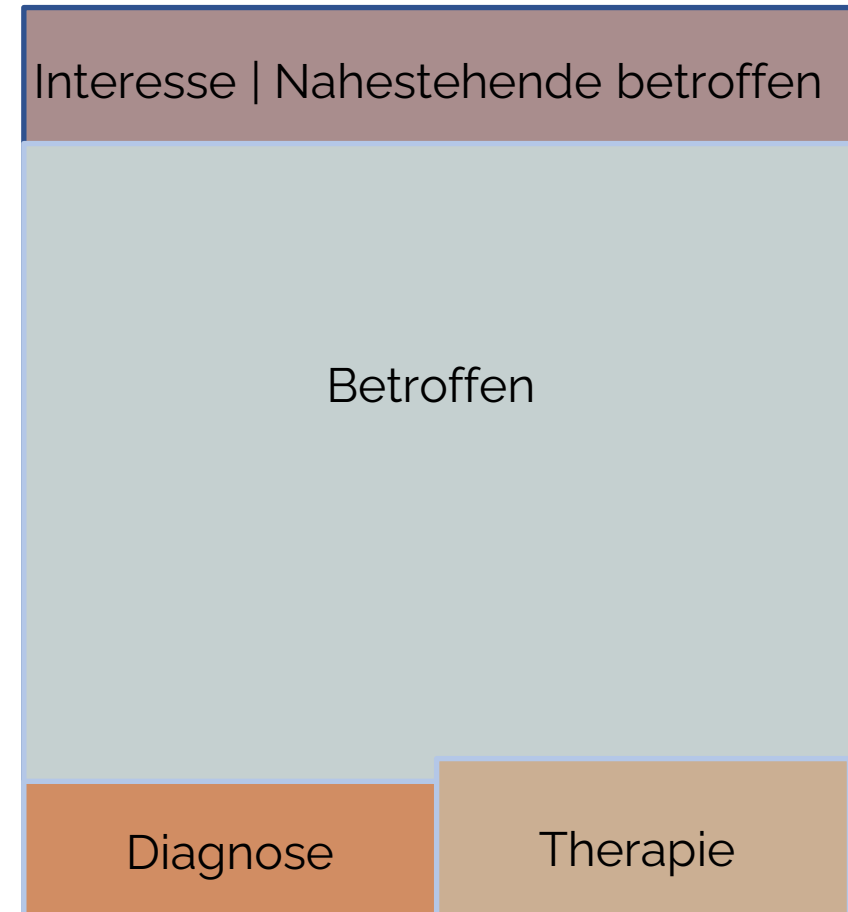 Interesse | Nahestehende betroffen
Betroffen
Diagnose
Therapie